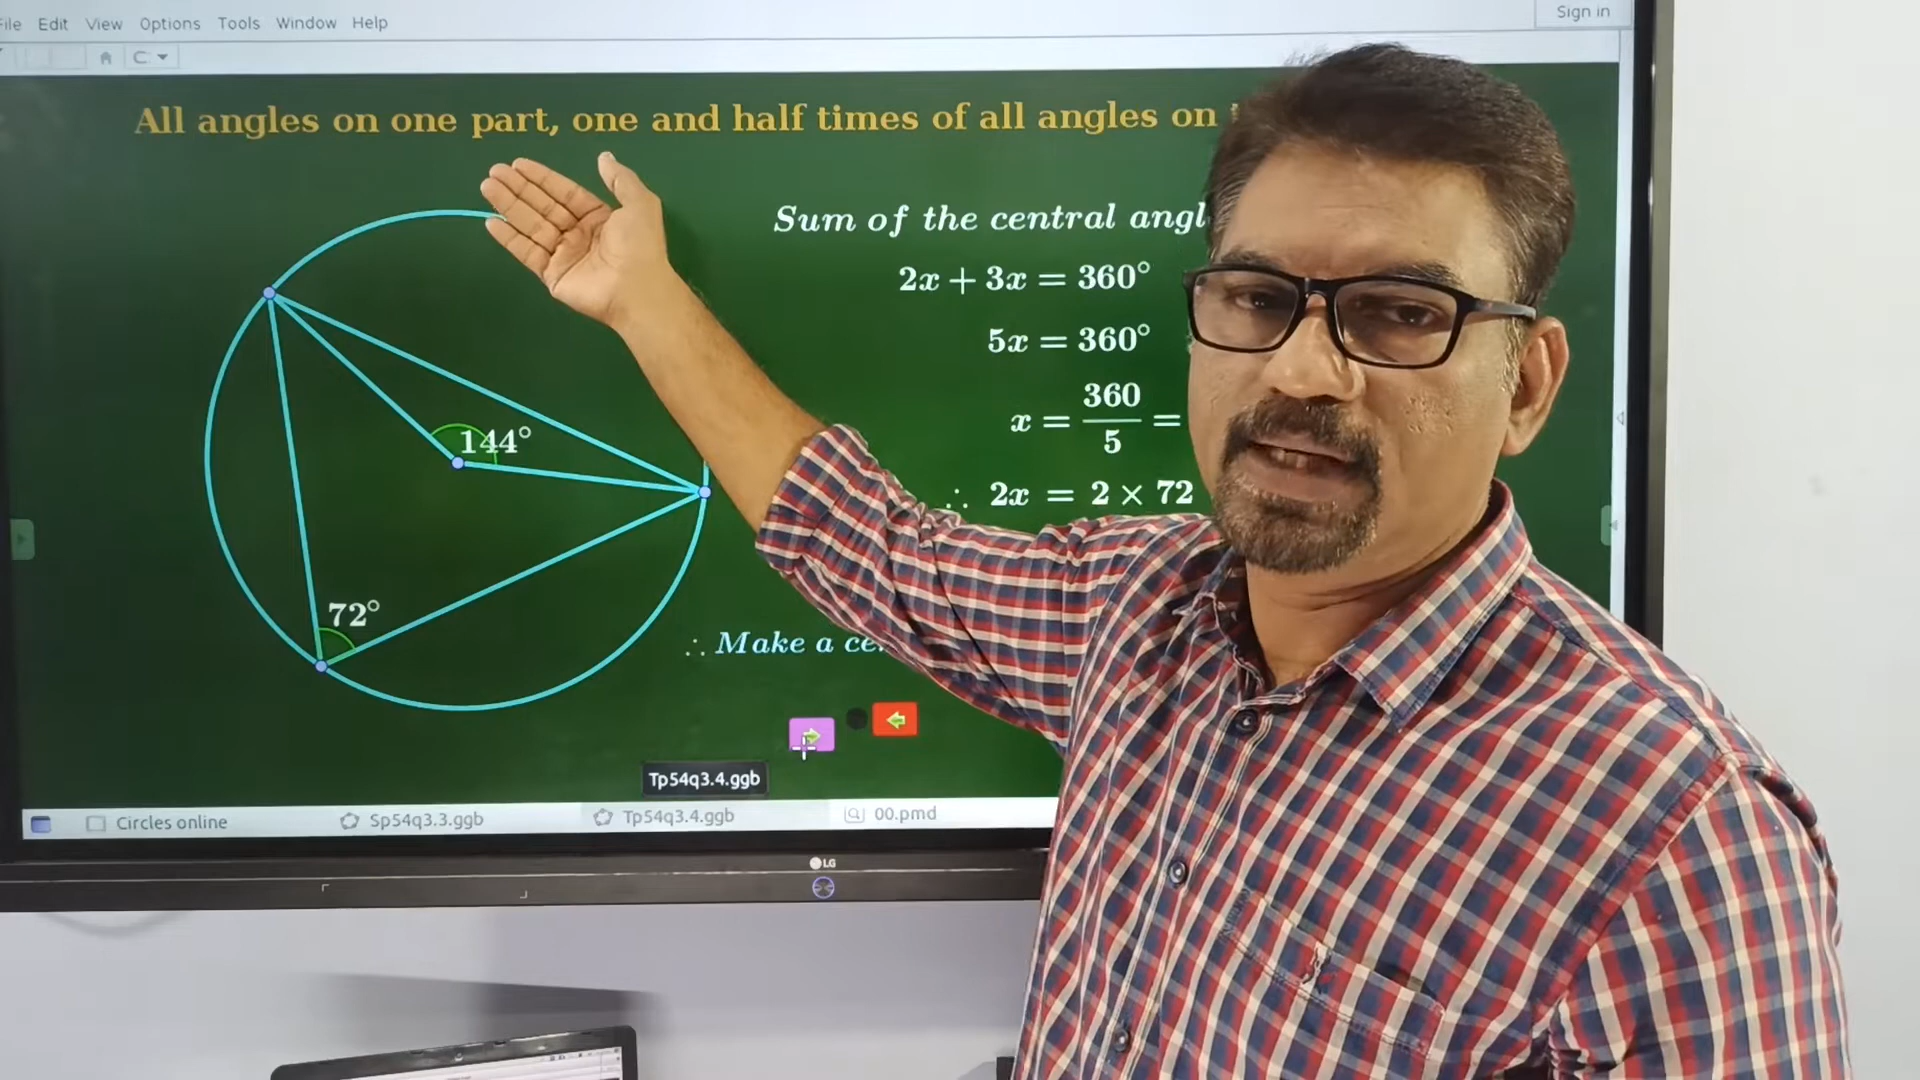 File Edit View Options Tools Window Help
Sign in
C:
All angles on one part, one and half times of all angles on
Sum of the central
2x + 3x = 360°
5x = 360°
x = 360/5 =
∴ 2x = 2 × 72
144°
72°
∴ Make a
Tp54q3.4.ggb
Circles online
Sp54q3.3.ggb
Tp54q3.4.ggb
00.pmd
LG